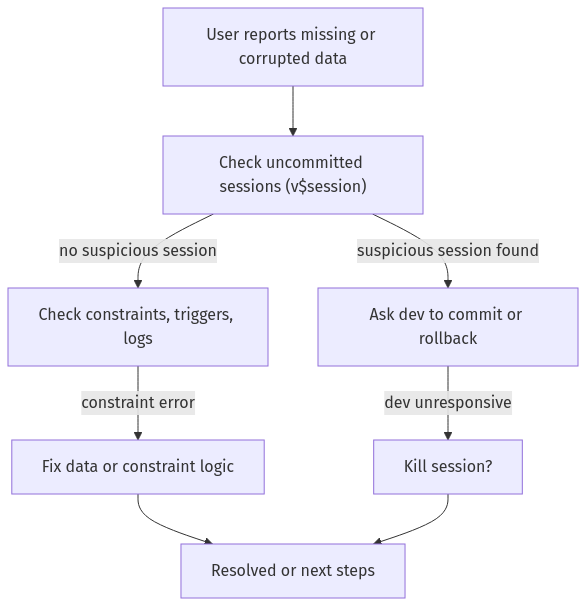 User reports missing or
corrupted data
Check uncommitted
sessions (v$session)
no suspicious session
suspicious session found
Check constraints, triggers,
logs
Ask dev to commit or
rollback
constraint error
dev unresponsive
Fix data or constraint logic
Kill session?
Resolved or next steps